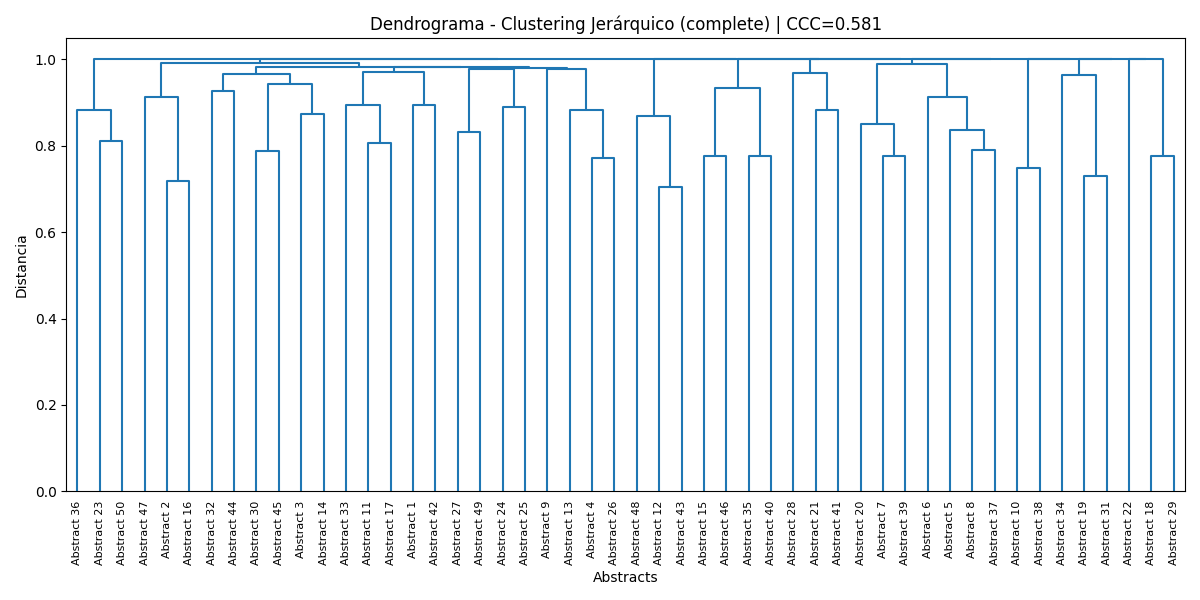 Dendrograma - Clustering Jerárquico (complete) | CCC=0.581
1.0
0.8
0.6
0.4
0.2
0.0
Distancia
Abstract 36
Abstract 23
Abstract 50
Abstract 47
Abstract 2
Abstract 16
Abstract 32
Abstract 44
Abstract 30
Abstract 45
Abstract 3
Abstract 14
Abstract 33
Abstract 11
Abstract 17
Abstract 1
Abstract 42
Abstract 27
Abstract 49
Abstract 24
Abstract 25
Abstract 9
Abstract 13
Abstract 4
Abstract 26
Abstract 48
Abstract 12
Abstract 43
Abstract 15
Abstract 46
Abstract 35
Abstract 40
Abstract 28
Abstract 21
Abstract 41
Abstract 20
Abstract 7
Abstract 39
Abstract 6
Abstract 5
Abstract 8
Abstract 37
Abstract 10
Abstract 38
Abstract 34
Abstract 19
Abstract 31
Abstract 22
Abstract 18
Abstract 29
Abstracts